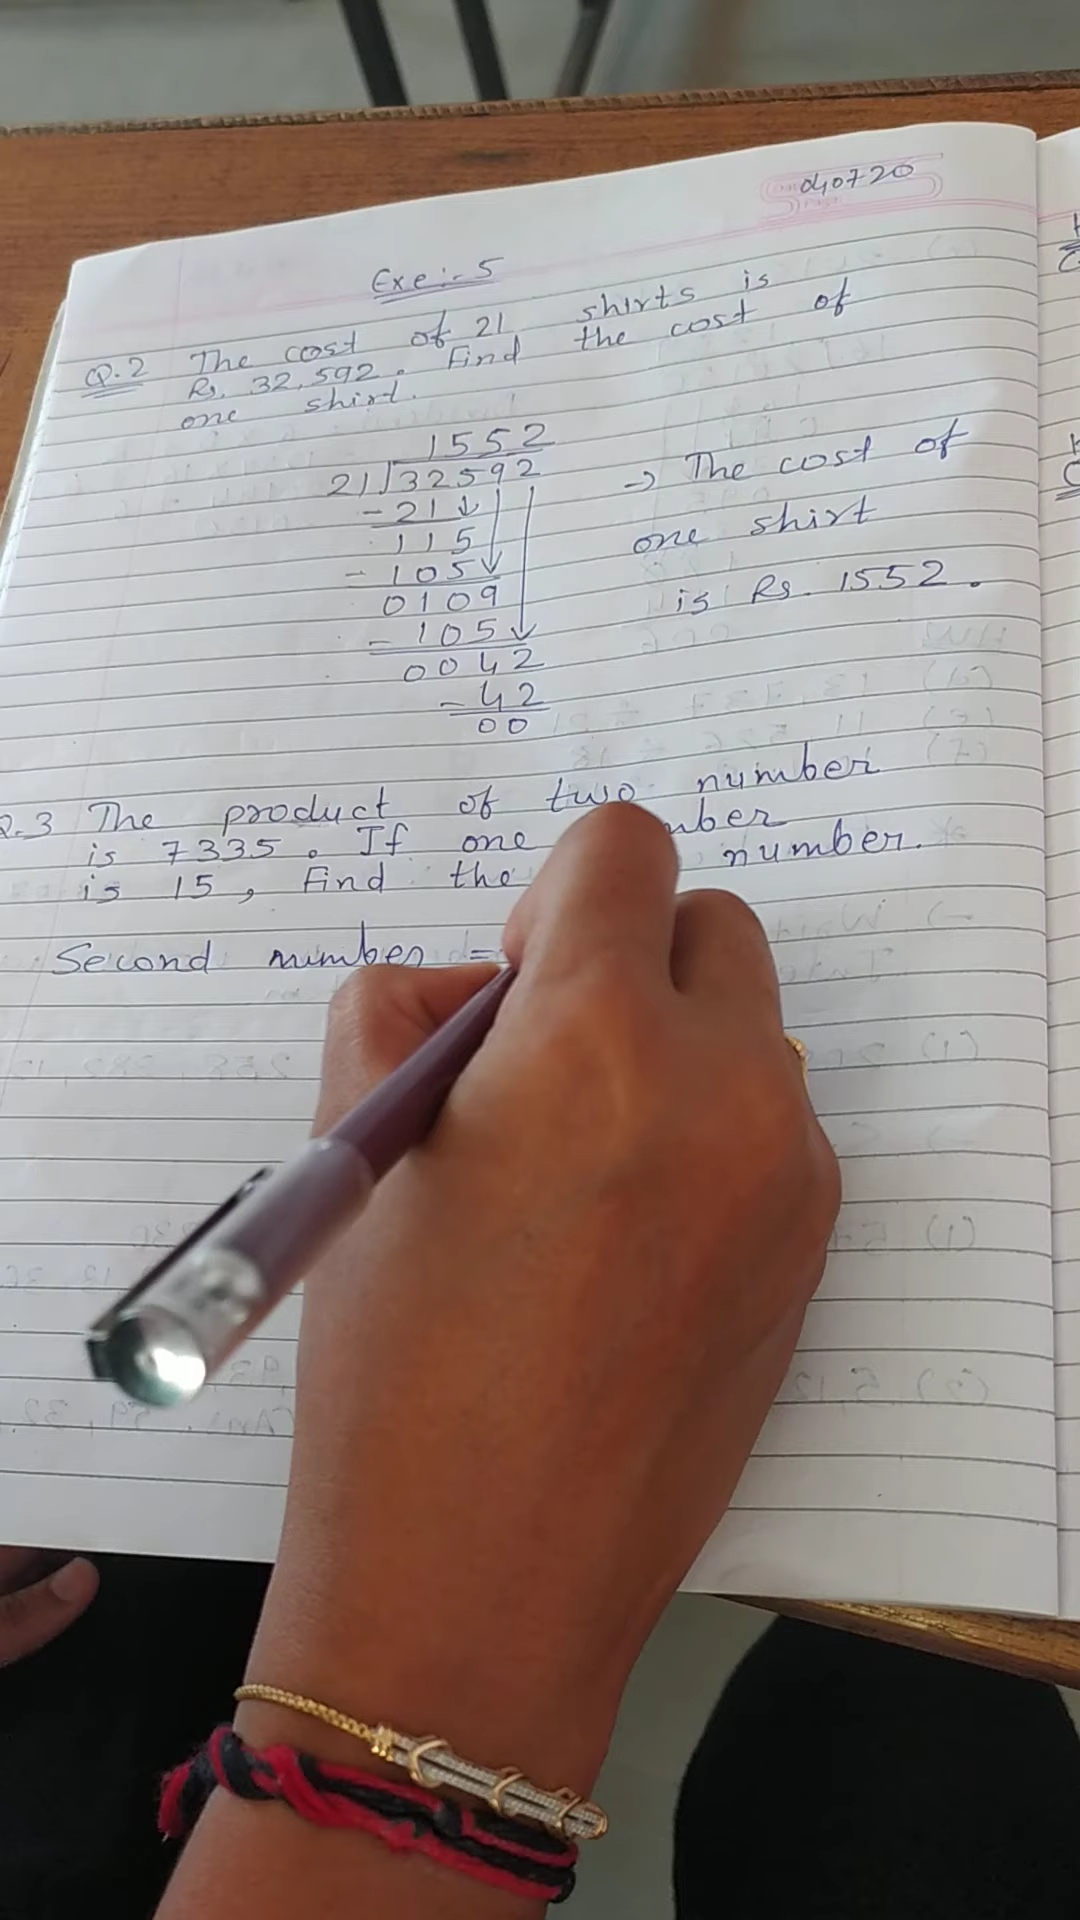 040720
Exe:- 5
Q.2 The cost of 21 shirts is
Rs. 32,592. Find the cost of
one shirt.
1552
21)32592
-21
115
-105
0109
-105
0042
-42
00
→ The cost of
one shirt
is Rs. 1552.
Q.3 The product of two number
is 7335. If one mber
is 15, Find the number.
Second number =